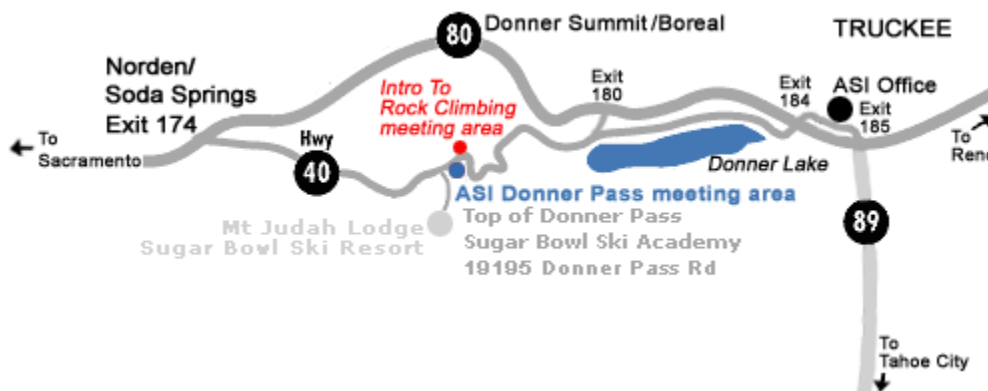 80
Donner Summit/Boreal
TRUCKEE
Norden/
Soda Springs
Exit 174
Intro To
Rock Climbing
meeting area
Exit
180
Exit
184
ASI Office
Exit
185
To
Sacramento
Hwy
40
To
Reno
Donner Lake
ASI Donner Pass meeting area
Mt Judah Lodge
Sugar Bowl Ski Resort
Top of Donner Pass
Sugar Bowl Ski Academy
19195 Donner Pass Rd
89
To
Tahoe City